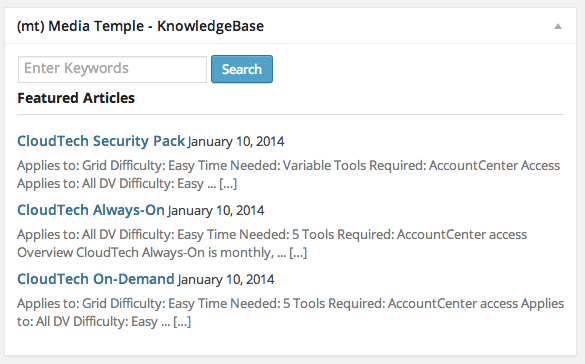 (mt) Media Temple - KnowledgeBase
Enter Keywords
Search
Featured Articles
CloudTech Security Pack January 10, 2014
Applies to: Grid Difficulty: Easy Time Needed: Variable Tools Required: AccountCenter Access
Applies to: All DV Difficulty: Easy ... [...]
CloudTech Always-On January 10, 2014
Applies to: All DV Difficulty: Easy Time Needed: 5 Tools Required: AccountCenter access
Overview CloudTech Always-On is monthly, ... [...]
CloudTech On-Demand January 10, 2014
Applies to: Grid Difficulty: Easy Time Needed: 5 Tools Required: AccountCenter access Applies
to: All DV Difficulty: Easy ... [...]